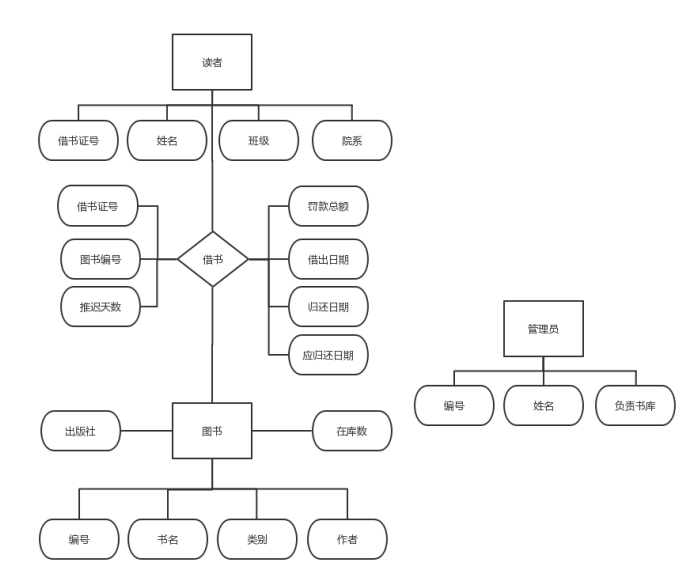 读者
借书证号
姓名
班级
院系
借书证号
罚款总额
图书编号
借书
借出日期
推迟天数
归还日期
应归还日期
管理员
编号
姓名
负责书库
出版社
图书
在库数
编号
书名
类别
作者